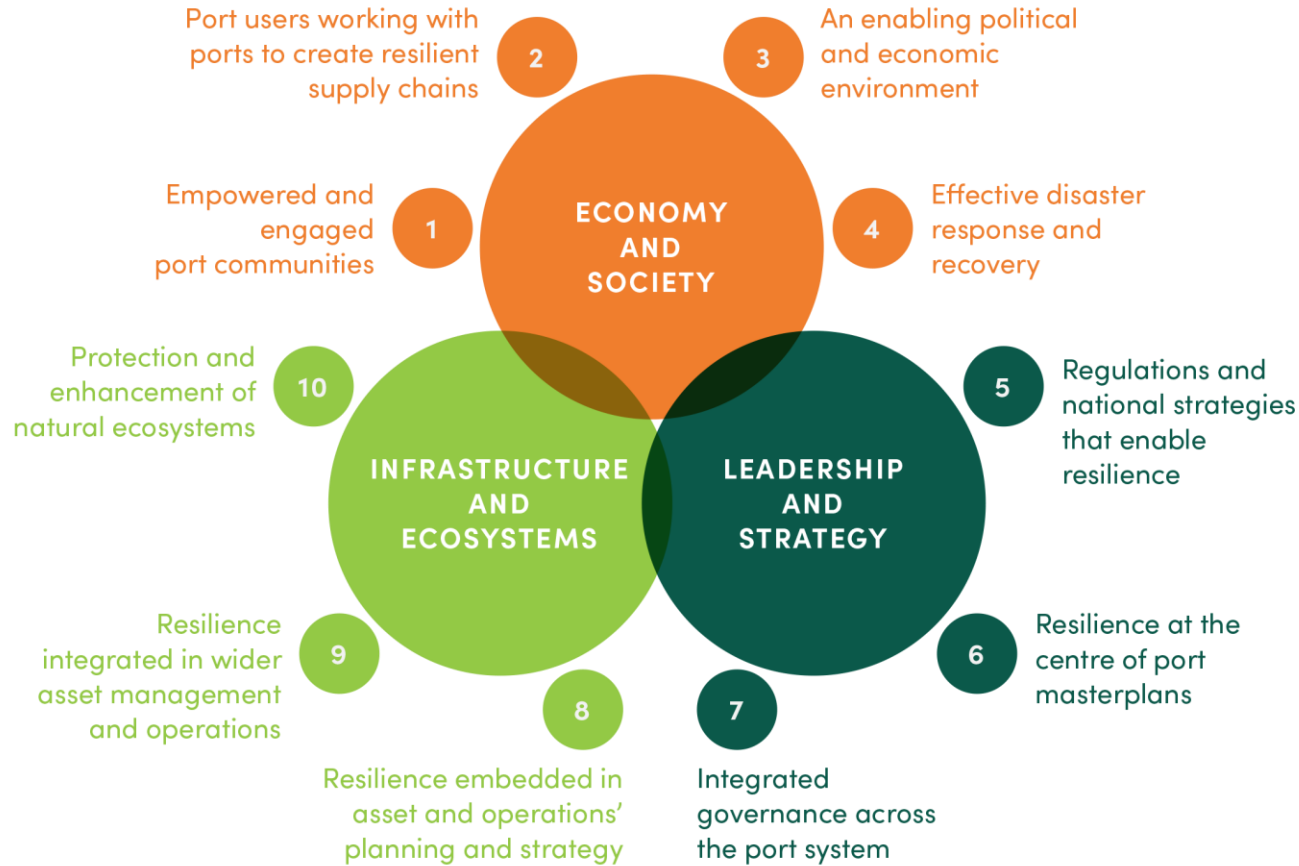 Port users working with
ports to create resilient
supply chains
2
3
An enabling political
and economic
environment
Empowered and
engaged
port communities
1
ECONOMY
AND
SOCIETY
4
Effective disaster
response and
recovery
Protection and
enhancement of
natural ecosystems
10
5
Regulations and
national strategies
that enable
resilience
INFRASTRUCTURE
AND
ECOSYSTEMS
LEADERSHIP
AND
STRATEGY
Resilience
integrated in wider
asset management
and operations
9
6
Resilience at the
centre of port
masterplans
8
Resilience embedded in
asset and operations’
planning and strategy
7
Integrated
governance across
the port system